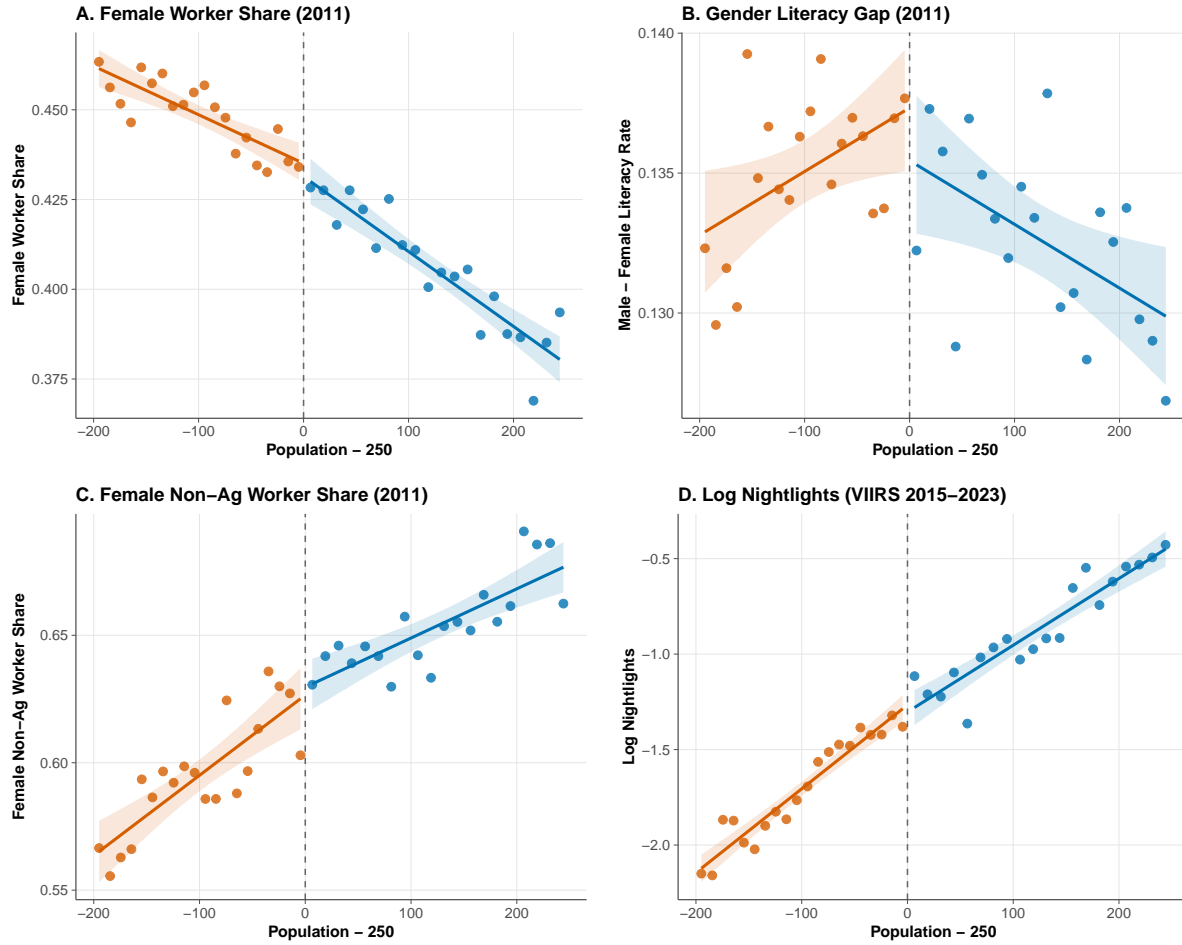 A. Female Worker Share (2011)
Female Worker Share
0.450
0.425
0.400
0.375
−200 −100 0 100 200
Population − 250
B. Gender Literacy Gap (2011)
Male − Female Literacy Rate
0.140
0.135
0.130
−200 −100 0 100 200
Population − 250
C. Female Non−Ag Worker Share (2011)
Female Non−Ag Worker Share
0.65
0.60
0.55
−200 −100 0 100 200
Population − 250
D. Log Nightlights (VIIRS 2015−2023)
Log Nightlights
−0.5
−1.0
−1.5
−2.0
−200 −100 0 100 200
Population − 250